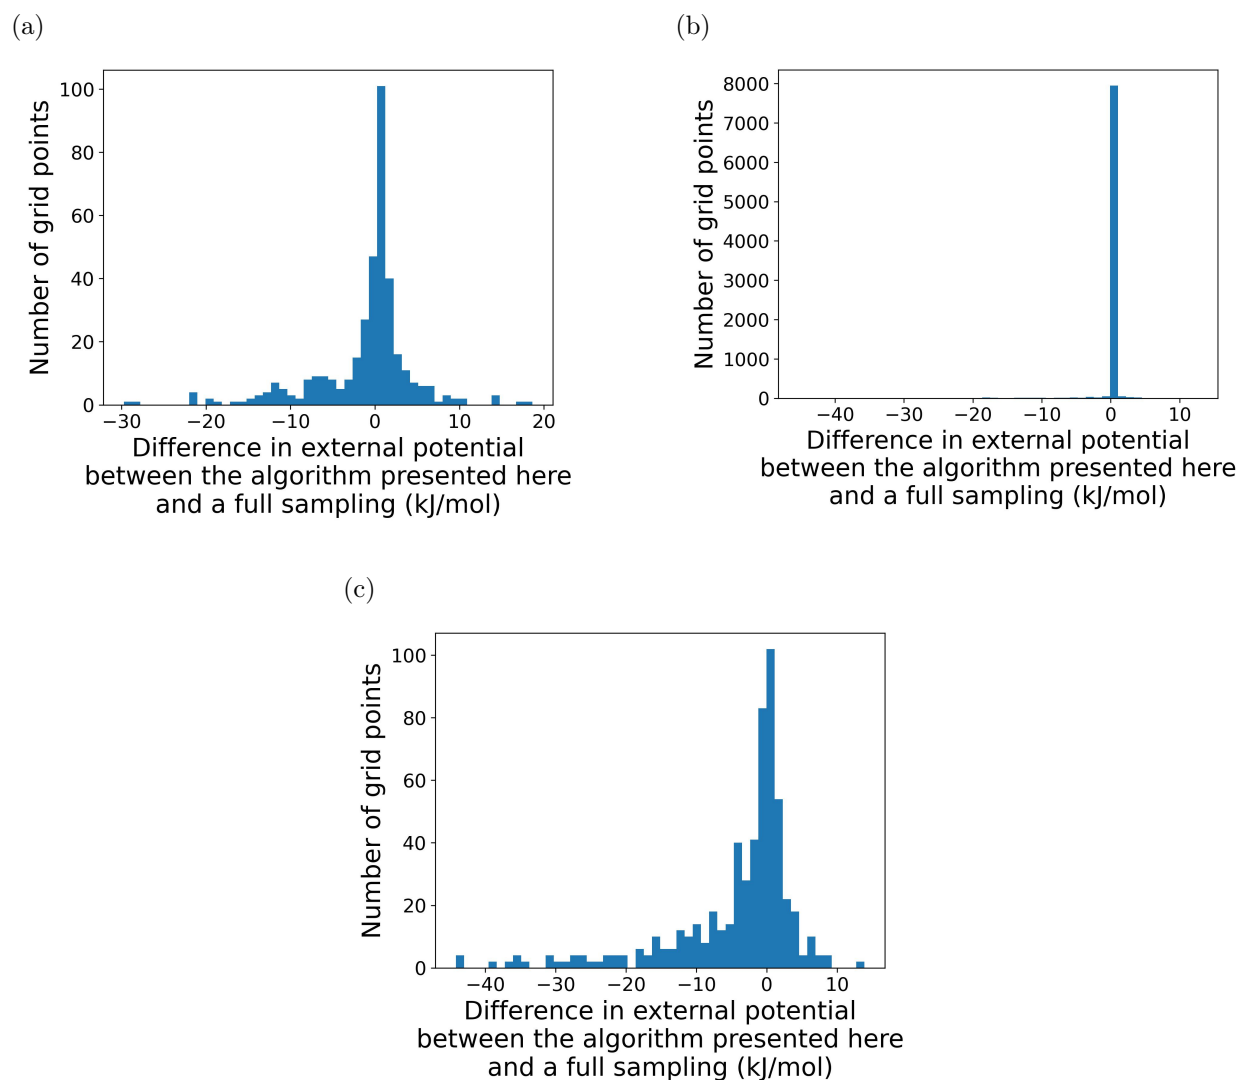 (a)
(b)
100
80
60
40
20
0
Number of grid points
−30 −20 −10 0 10 20
Difference in external potential
between the algorithm presented here
and a full sampling (kJ/mol)
8000
7000
6000
5000
4000
3000
2000
1000
0
Number of grid points
−40 −30 −20 −10 0 10
Difference in external potential
between the algorithm presented here
and a full sampling (kJ/mol)
(c)
100
80
60
40
20
0
Number of grid points
−40 −30 −20 −10 0 10
Difference in external potential
between the algorithm presented here
and a full sampling (kJ/mol)